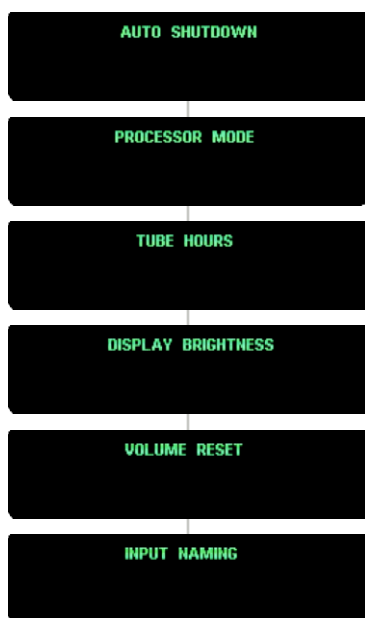 AUTO SHUTDOWN
PROCESSOR MODE
TUBE HOURS
DISPLAY BRIGHTNESS
VOLUME RESET
INPUT NAMING